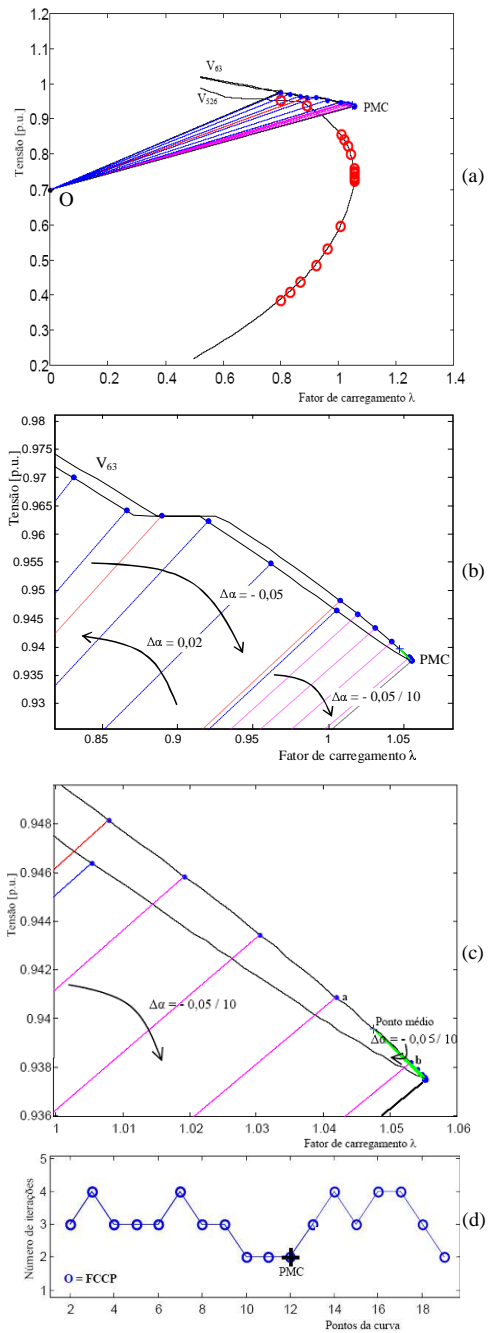 1.2
1.1
1
0.9
0.8
0.7
0.6
0.5
0.4
0.3
0.2
Tensão [p.u.]
V63
V526
PMC
O
(a)
0
0.2
0.4
0.6
0.8
1
1.2
1.4
Fator de carregamento λ
0.98
0.975
0.97
0.965
0.96
0.955
0.95
0.945
0.94
0.935
0.93
Tensão [p.u.]
V63
Δα = - 0,05
Δα = 0,02
Δα = - 0,05 / 10
PMC
(b)
0.85
0.9
0.95
1
1.05
Fator de carregamento λ
0.948
0.946
0.944
0.942
0.94
0.938
0.936
Tensão [p.u.]
a
Δα = - 0,05 / 10
Ponto médio
Δα = - 0,05 / 10
b
(c)
1
1.01
1.02
1.03
1.04
1.05
1.06
Fator de carregamento λ
5
4
3
2
1
Número de iterações
O = FCCP
PMC
(d)
2
4
6
8
10
12
14
16
18
Pontos da curva